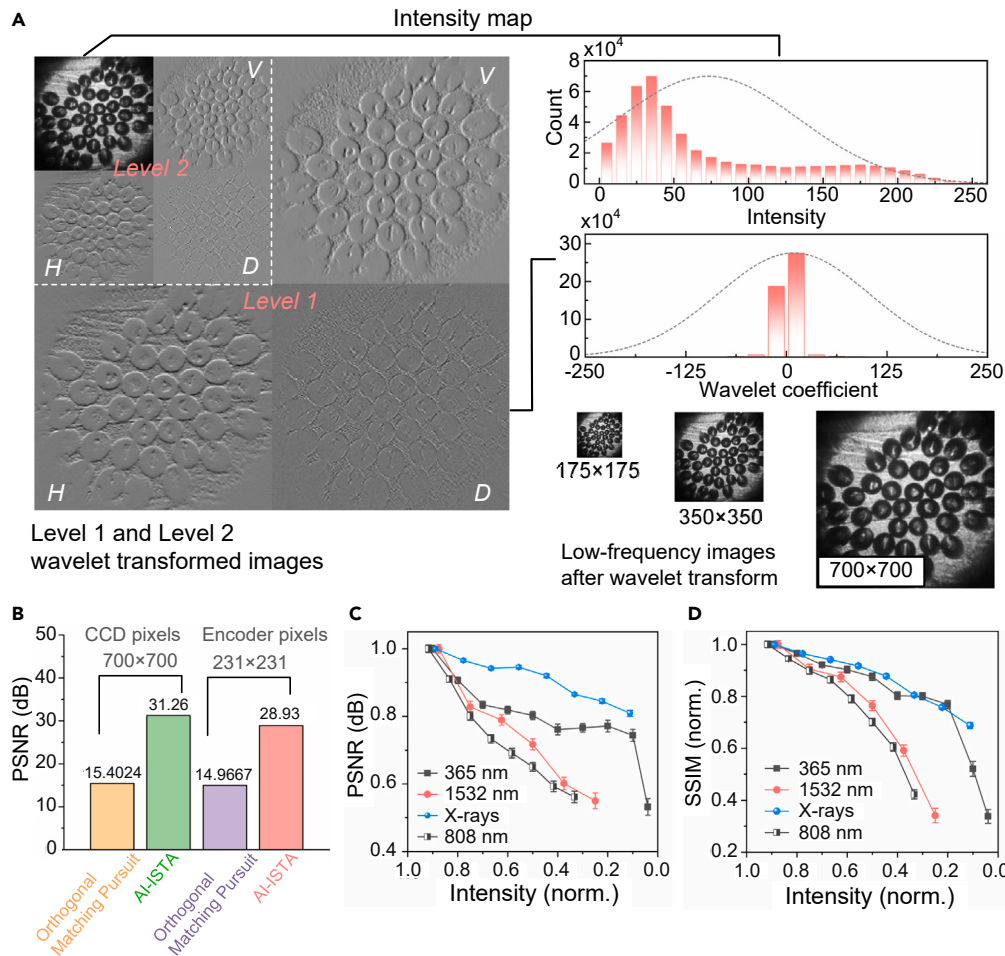 A
Intensity map
V
V
Level 2
H
D
Level 1
H
D
Level 1 and Level 2
wavelet transformed images
x10⁴
8
6
4
2
0
Count
0 50 100 150 200 250
Intensity
x10⁴
30
20
10
0
-250 -125 0 125 250
Wavelet coefficient
175×175
350×350
700×700
Low-frequency images
after wavelet transform
B
50
40
30
20
10
0
PSNR (dB)
CCD pixels
700×700
Encoder pixels
231×231
15.4024
31.26
14.9667
28.93
Orthogonal
Matching Pursuit
AI-ISTA
Orthogonal
Matching Pursuit
AI-ISTA
C
1.0
0.8
0.6
0.4
PSNR (dB)
365 nm
1532 nm
X-rays
808 nm
1.0 0.8 0.6 0.4 0.2 0.0
Intensity (norm.)
D
1.0
0.8
0.6
0.4
0.2
SSIM (norm.)
365 nm
1532 nm
X-rays
808 nm
1.0 0.8 0.6 0.4 0.2 0.0
Intensity (norm.)